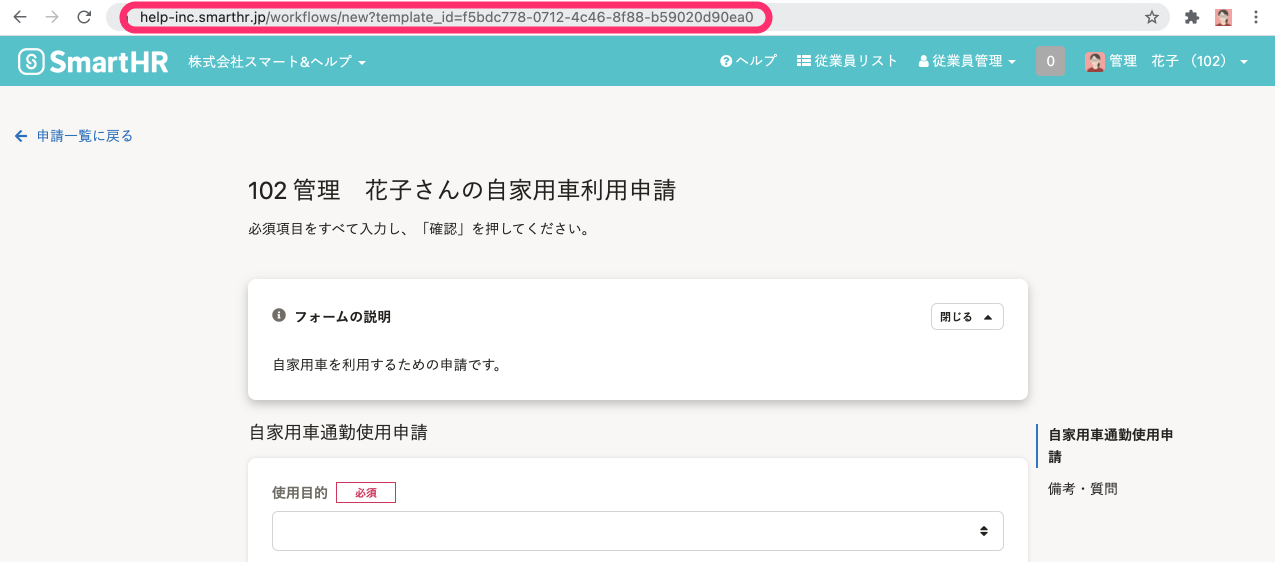 help-inc.smarthr.jp/workflows/new?template_id=f5bdc778-0712-4c46-8f88-b59020d90ea0
SmartHR 株式会社スマート&ヘルプ ヘルプ 従業員リスト 従業員管理 0 管理　花子 （102）
申請一覧に戻る
102 管理　花子さんの自家用車利用申請
必須項目をすべて入力し、「確認」を押してください。
フォームの説明 閉じる
自家用車を利用するための申請です。
自家用車通勤使用申請
自家用車通勤使用申
請
備考・質問
使用目的 必須